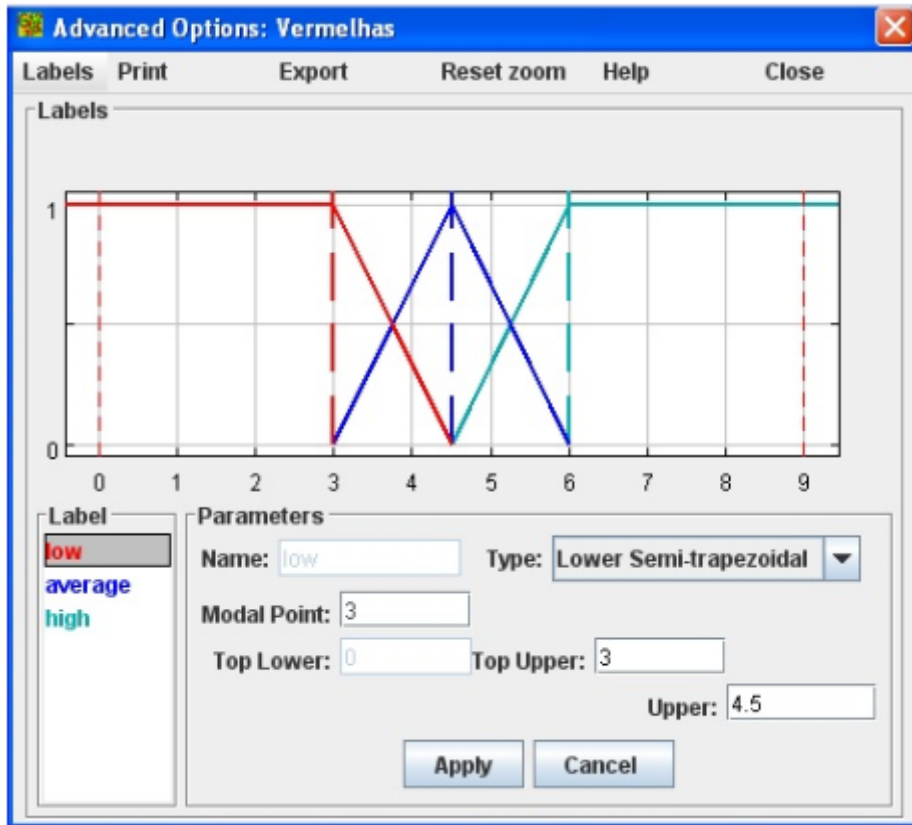 Advanced Options: Vermelhas
Labels Print Export Reset zoom Help Close
Labels
1
0
0 1 2 3 4 5 6 7 8 9
Label
low
average
high
Parameters
Name: low Type: Lower Semi-trapezoidal
Modal Point: 3
Top Lower: 0 Top Upper: 3
Upper: 4.5
Apply Cancel